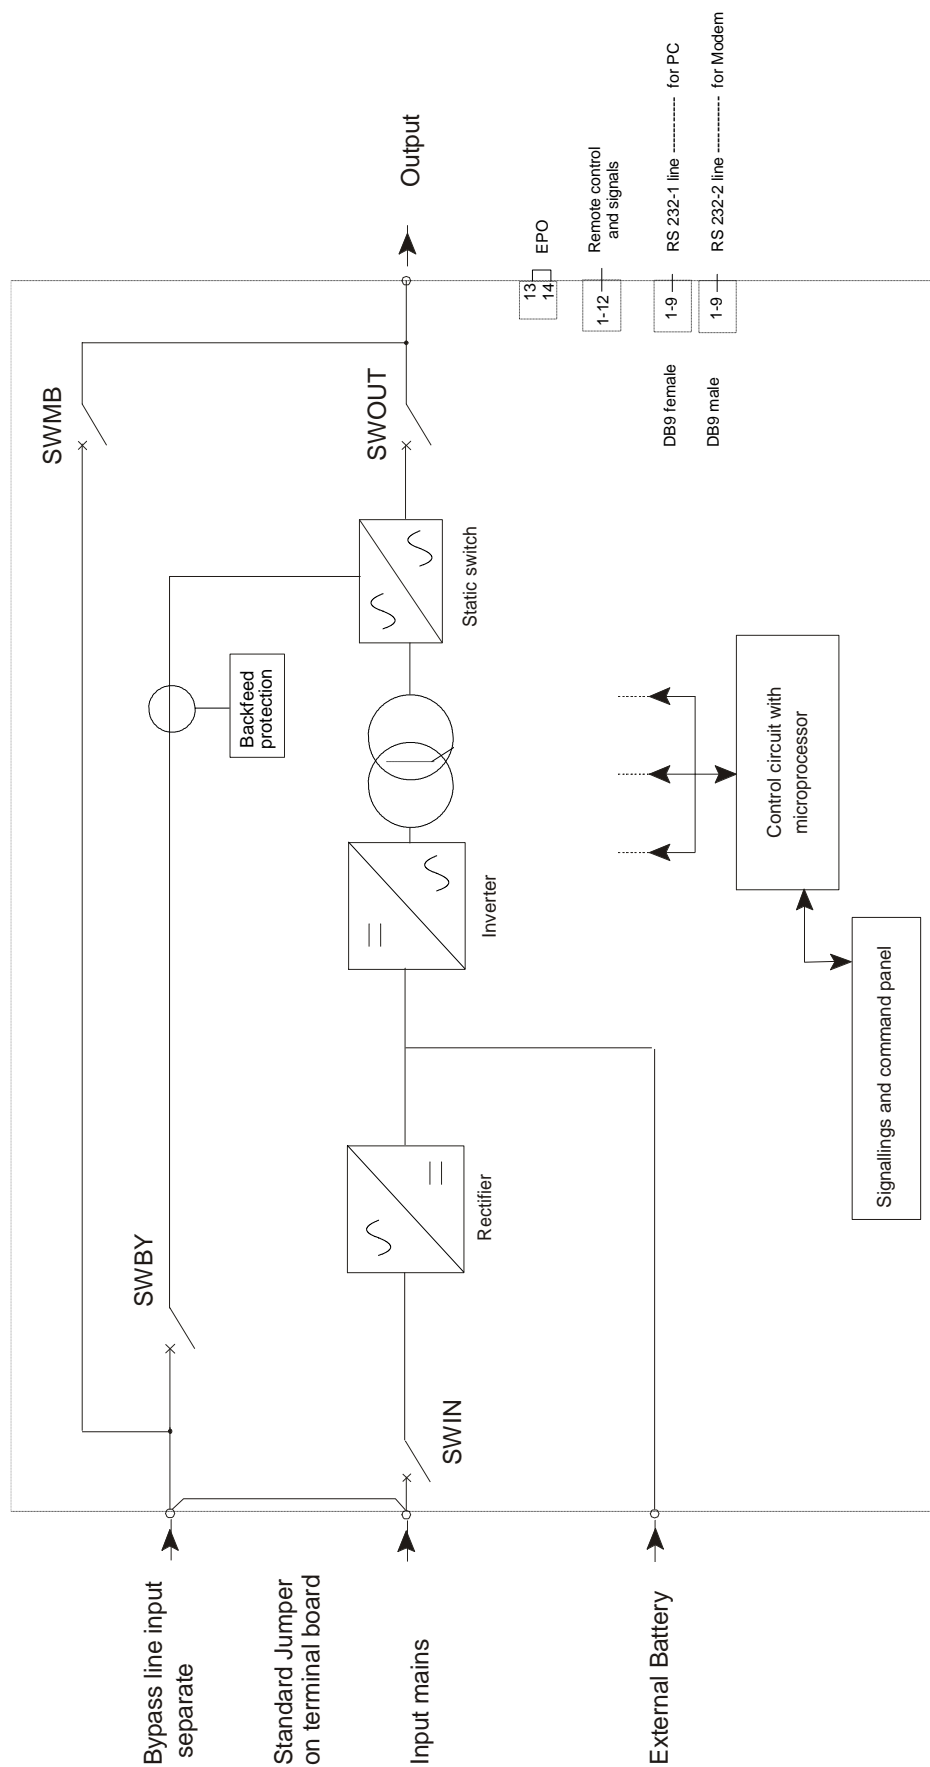 SWMB
SWBY
Bypass line input
separate
Backfeed
protection
Standard Jumper
on terminal board
Input mains
SWIN
Rectifier
Inverter
Static switch
SWOUT
Output
External Battery
13
14
EPO
1-12
Remote control
and signals
DB9 female
1-9
RS 232-1 line ----------- for PC
DB9 male
1-9
RS 232-2 line ----------- for Modem
Control circuit with
microprocessor
Signallings and command panel